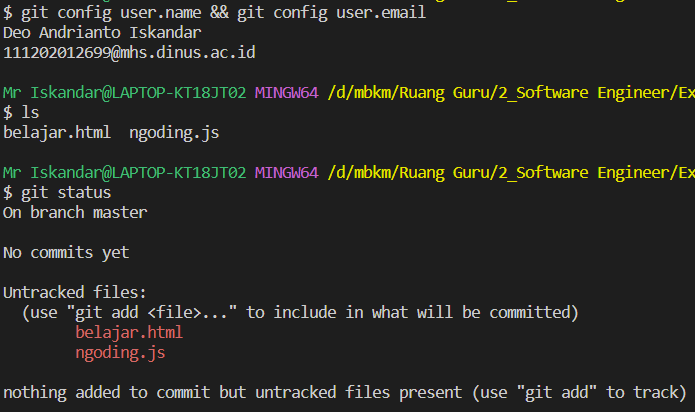 $ git config user.name && git config user.email
Deo Andrianto Iskandar
111202012699@mhs.dinus.ac.id
Mr Iskandar@LAPTOP-KT18JT02 MINGW64 /d/mbkm/Ruang Guru/2_Software Engineer/Ex
$ ls
belajar.html  ngoding.js
Mr Iskandar@LAPTOP-KT18JT02 MINGW64 /d/mbkm/Ruang Guru/2_Software Engineer/Ex
$ git status
On branch master
No commits yet
Untracked files:
  (use "git add <file>..." to include in what will be committed)
        belajar.html
        ngoding.js
nothing added to commit but untracked files present (use "git add" to track)